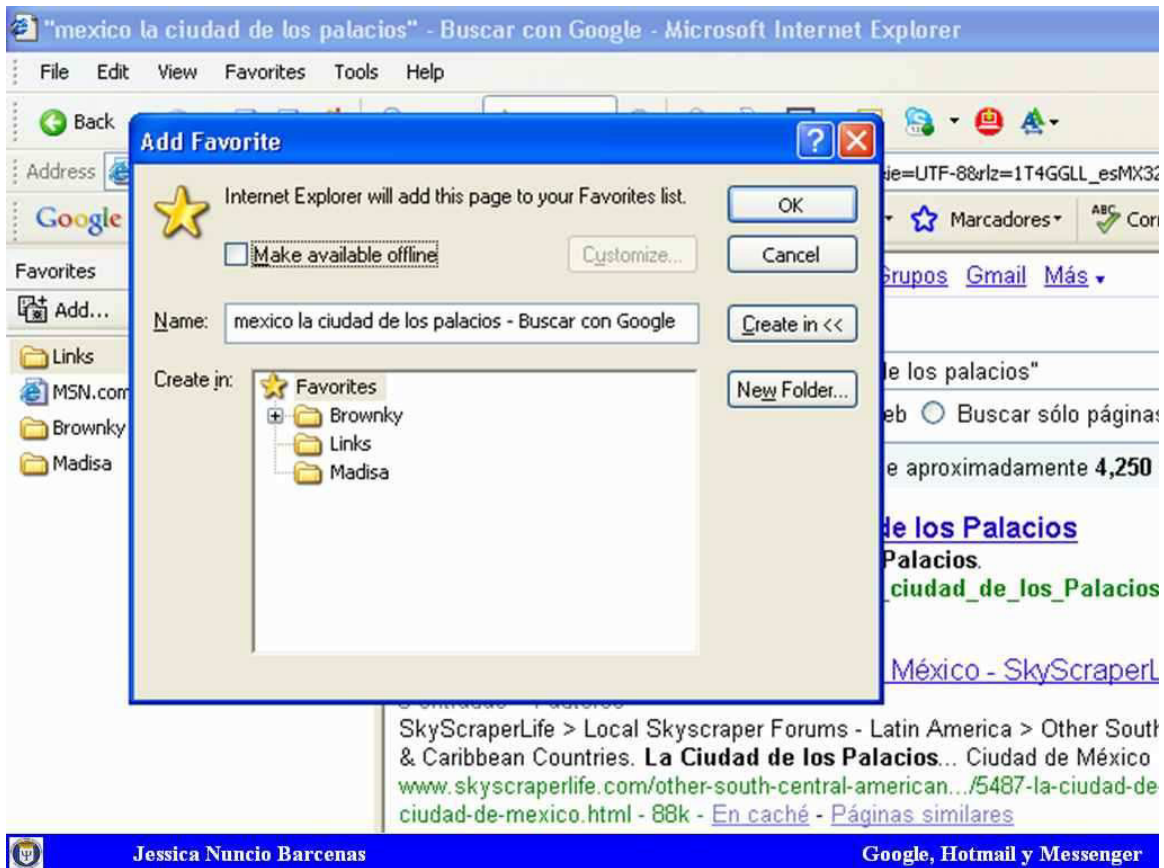 "mexico la ciudad de los palacios" - Buscar con Google - Microsoft Internet Explorer
File Edit View Favorites Tools Help
Back
Add Favorite
Address
ie=UTF-8&rlz=1T4GGLL_esMX32
Internet Explorer will add this page to your Favorites list.
OK
Google
Marcadores
ABC
Make available offline
Customize...
Cancel
Favorites
Grupos Gmail Más
Add...
Name: mexico la ciudad de los palacios - Buscar con Google
Create in <<
Links
MSN.com
Brownky
Madisa
Create in:
Favorites
Brownky
Links
Madisa
New Folder...
los palacios"
Buscar sólo páginas
aproximadamente 4,250
de los Palacios
Palacios.
_ciudad_de_los_Palacios
México - SkyScraperL
SkyScraperLife > Local Skyscraper Forums - Latin America > Other South
& Caribbean Countries. La Ciudad de los Palacios... Ciudad de México
www.skyscraperlife.com/other-south-central-american.../5487-la-ciudad-de-
ciudad-de-mexico.html - 88k - En caché - Páginas similares
Jessica Nuncio Barcenas
Google, Hotmail y Messenger